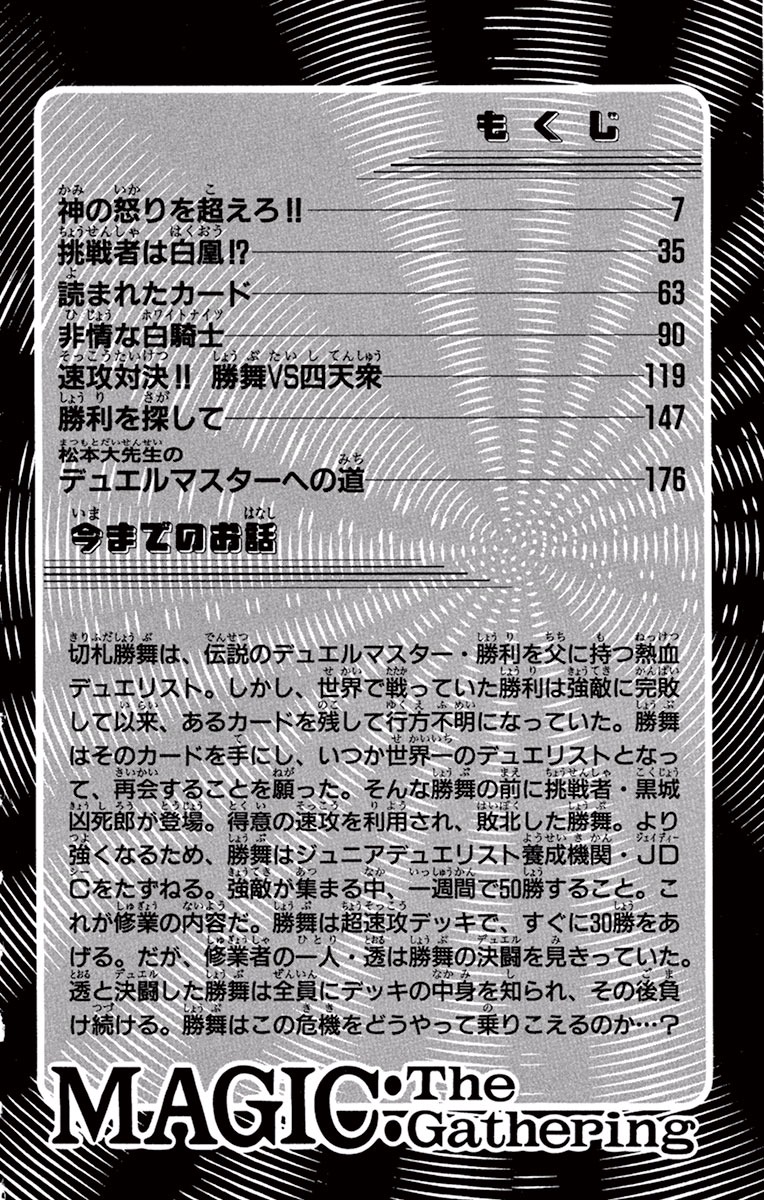 もくじ
神の怒りを超えろ!! 7
挑戦者は白凰!? 35
読まれたカード 63
非情な白騎士 90
速攻対決!! 勝舞VS四天衆 119
勝利を探して 147
松本大先生の
デュエルマスターへの道 176
今までのお話
切札勝舞は、伝説のデュエルマスター・勝利を父に持つ熱血
デュエリスト。しかし、世界で戦っていた勝利は強敵に完敗
して以来、あるカードを残して行方不明になっていた。勝舞
はそのカードを手にし、いつか世界一のデュエリストとなっ
て、再会することを願った。そんな勝舞の前に挑戦者・黒城
凶死郎が登場。得意の速攻を利用され、敗北した勝舞。より
強くなるため、勝舞はジュニアデュエリスト養成機関・JD
Cをたずねる。強敵が集まる中、一週間で50勝すること。こ
れが修業の内容だ。勝舞は超速攻デッキで、すぐに30勝をあ
げる。だが、修業者の一人・透は勝舞の決闘を見きっていた。
透と決闘した勝舞は全員にデッキの中身を知られ、その後負
け続ける。勝舞はこの危機をどうやって乗りこえるのか…?
MAGIC: The
Gathering